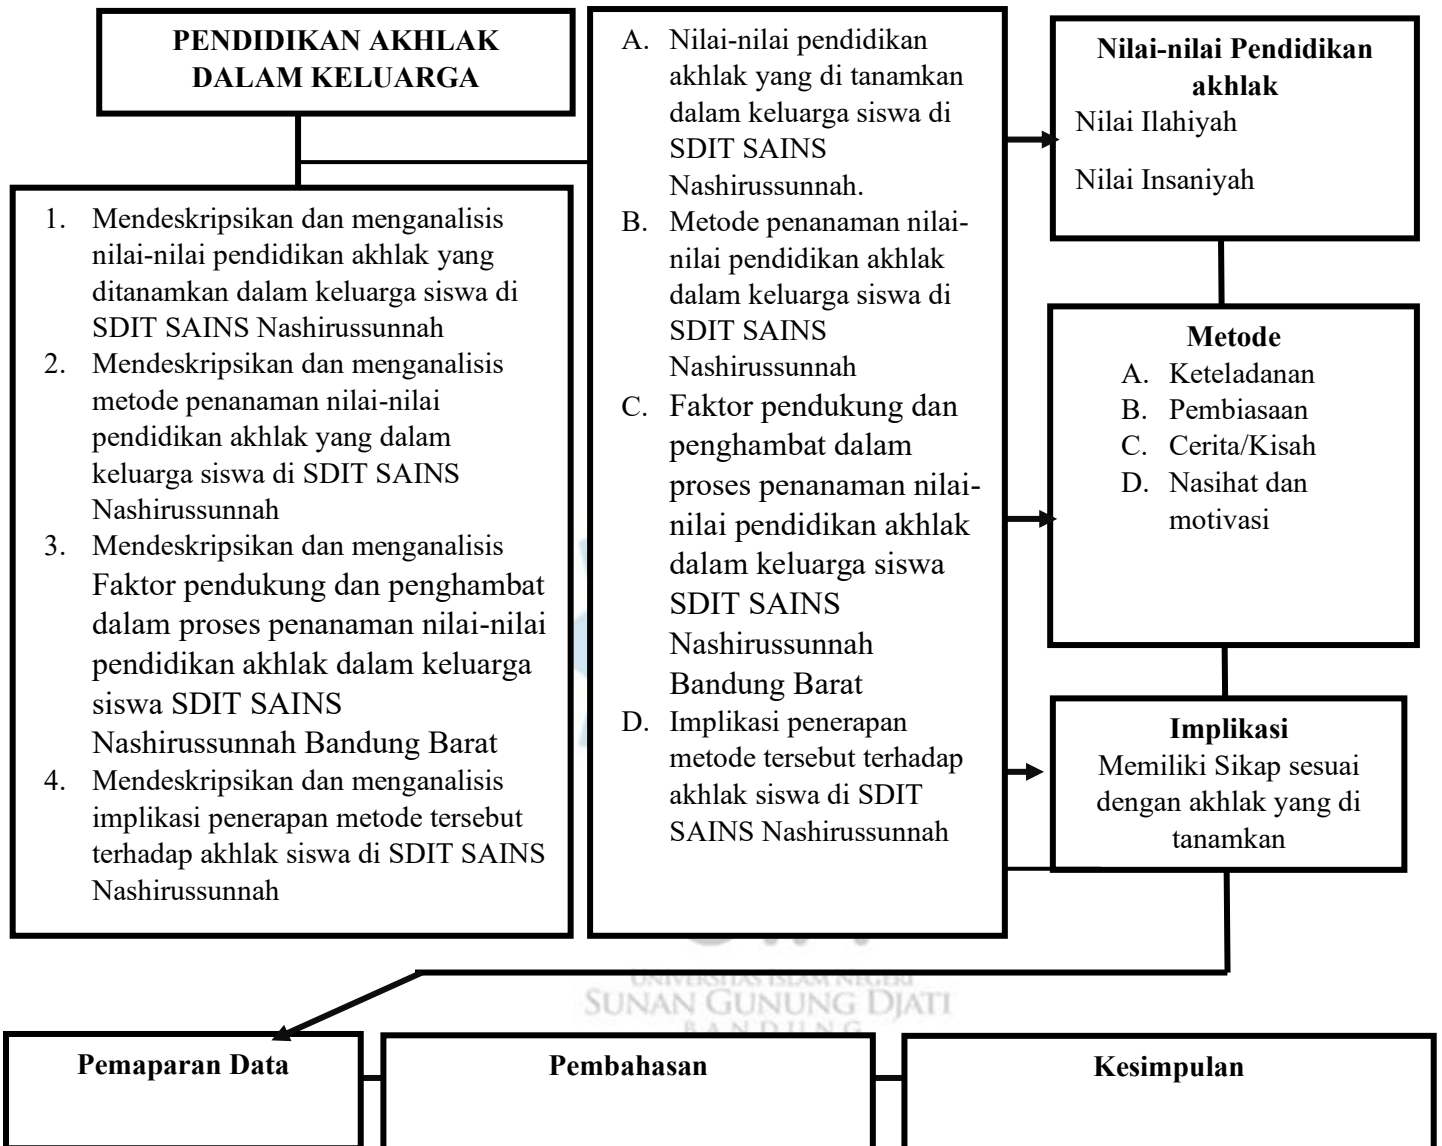 PENDIDIKAN AKHLAK
DALAM KELUARGA
1. Mendeskripsikan dan menganalisis
nilai-nilai pendidikan akhlak yang
ditanamkan dalam keluarga siswa di
SDIT SAINS Nashirussunnah
2. Mendeskripsikan dan menganalisis
metode penanaman nilai-nilai
pendidikan akhlak yang dalam
keluarga siswa di SDIT SAINS
Nashirussunnah
3. Mendeskripsikan dan menganalisis
Faktor pendukung dan penghambat
dalam proses penanaman nilai-nilai
pendidikan akhlak dalam keluarga
siswa SDIT SAINS
Nashirussunnah Bandung Barat
4. Mendeskripsikan dan menganalisis
implikasi penerapan metode tersebut
terhadap akhlak siswa di SDIT SAINS
Nashirussunnah
A. Nilai-nilai pendidikan
akhlak yang di tanamkan
dalam keluarga siswa di
SDIT SAINS
Nashirussunnah.
B. Metode penanaman nilai-
nilai pendidikan akhlak
dalam keluarga siswa di
SDIT SAINS
Nashirussunnah
C. Faktor pendukung dan
penghambat dalam
proses penanaman nilai-
nilai pendidikan akhlak
dalam keluarga siswa
SDIT SAINS
Nashirussunnah
Bandung Barat
D. Implikasi penerapan
metode tersebut terhadap
akhlak siswa di SDIT
SAINS Nashirussunnah
Nilai-nilai Pendidikan
akhlak
Nilai Ilahiyah
Nilai Insaniyah
Metode
A. Keteladanan
B. Pembiasaan
C. Cerita/Kisah
D. Nasihat dan
motivasi
Implikasi
Memiliki Sikap sesuai
dengan akhlak yang di
tanamkan
UNIVERSITAS ISLAM NEGERI
SUNAN GUNUNG DJATI
BANDUNG
Pemaparan Data
Pembahasan
Kesimpulan